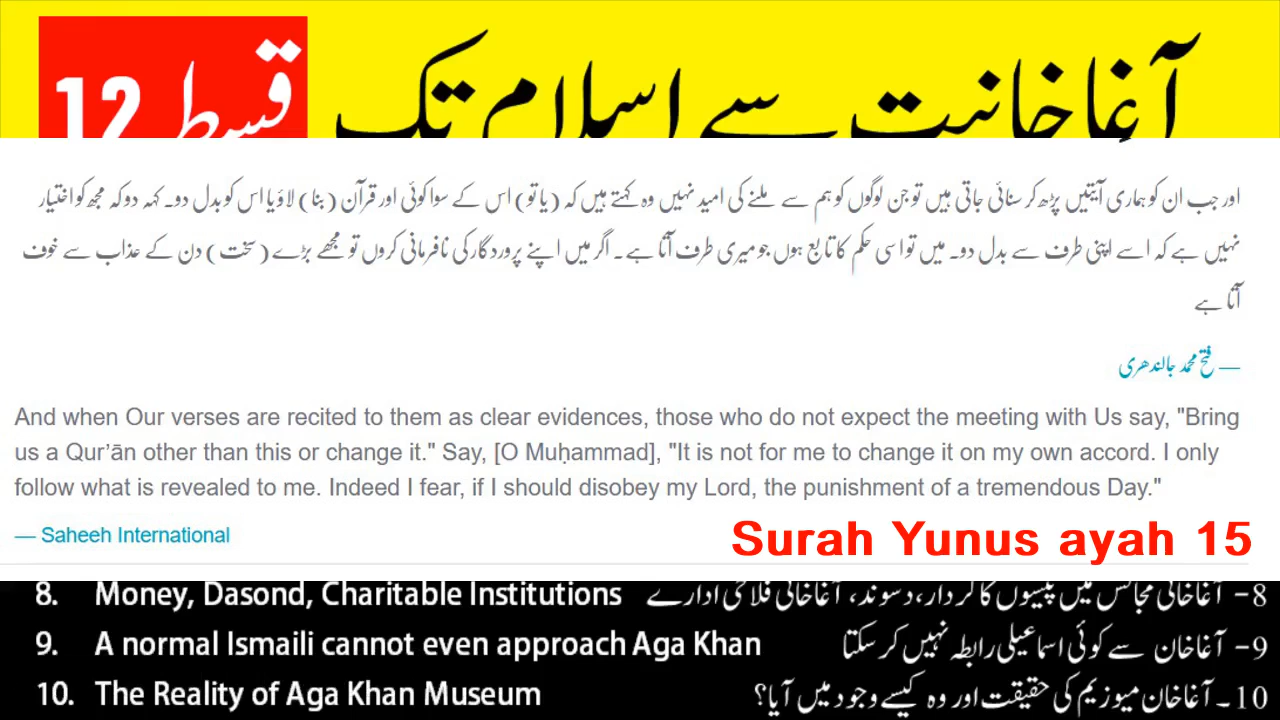 آغاخانیت سے اسلام تک
قسط 12
اور جب ان کو ہماری آیتیں پڑھ کر سنائی جاتی ہیں تو جن لوگوں کو ہم سے ملنے کی امید نہیں وہ کہتے ہیں کہ (یا تو) اس کے سوا کوئی اور قرآن (بنا) لاؤ یا اس کو بدل دو۔ کہہ دو کہ مجھ کو اختیار
نہیں ہے کہ اسے اپنی طرف سے بدل دو۔ میں تو اسی حکم کا تابع ہوں جو میری طرف آتا ہے۔ اگر میں اپنے پروردگار کی نافرمانی کروں تو مجھے بڑے (سخت) دن کے عذاب سے خوف
آتا ہے
— فتح محمد جالندھری
And when Our verses are recited to them as clear evidences, those who do not expect the meeting with Us say, "Bring
us a Qur’ān other than this or change it." Say, [O Muḥammad], "It is not for me to change it on my own accord. I only
follow what is revealed to me. Indeed I fear, if I should disobey my Lord, the punishment of a tremendous Day."
— Saheeh International
Surah Yunus ayah 15
8. Money, Dasond, Charitable Institutions 8- آغاخانی مجالس میں پیسوں کا کردار، دسوند، آغاخانی فلاحی ادارے
9. A normal Ismaili cannot even approach Aga Khan 9- آغاخان سے کوئی اسماعیلی رابطہ نہیں کر سکتا
10. The Reality of Aga Khan Museum 10۔ آغاخان میوزیم کی حقیقت اور وہ کیسے وجود میں آیا؟